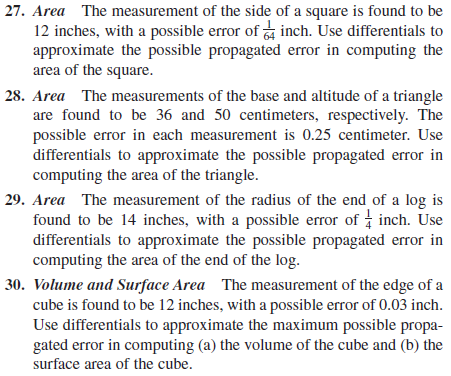 27. Area The measurement of the side of a square is found to be
12 inches, with a possible error of 1/64 inch. Use differentials to
approximate the possible propagated error in computing the
area of the square.
28. Area The measurements of the base and altitude of a triangle
are found to be 36 and 50 centimeters, respectively. The
possible error in each measurement is 0.25 centimeter. Use
differentials to approximate the possible propagated error in
computing the area of the triangle.
29. Area The measurement of the radius of the end of a log is
found to be 14 inches, with a possible error of 1/4 inch. Use
differentials to approximate the possible propagated error in
computing the area of the end of the log.
30. Volume and Surface Area The measurement of the edge of a
cube is found to be 12 inches, with a possible error of 0.03 inch.
Use differentials to approximate the maximum possible propa-
gated error in computing (a) the volume of the cube and (b) the
surface area of the cube.